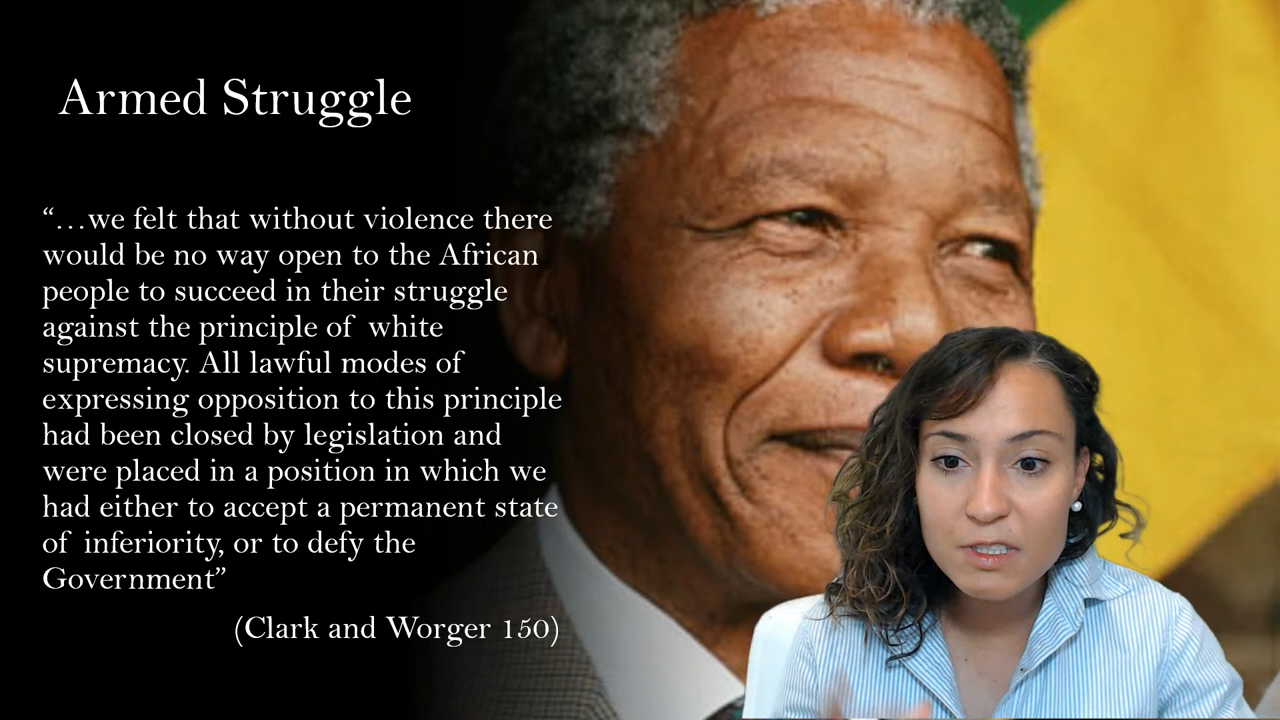 Armed Struggle
“…we felt that without violence there
would be no way open to the African
people to succeed in their struggle
against the principle of white
supremacy. All lawful modes of
expressing opposition to this principle
had been closed by legislation and
were placed in a position in which we
had either to accept a permanent state
of inferiority, or to defy the
Government”
(Clark and Worger 150)